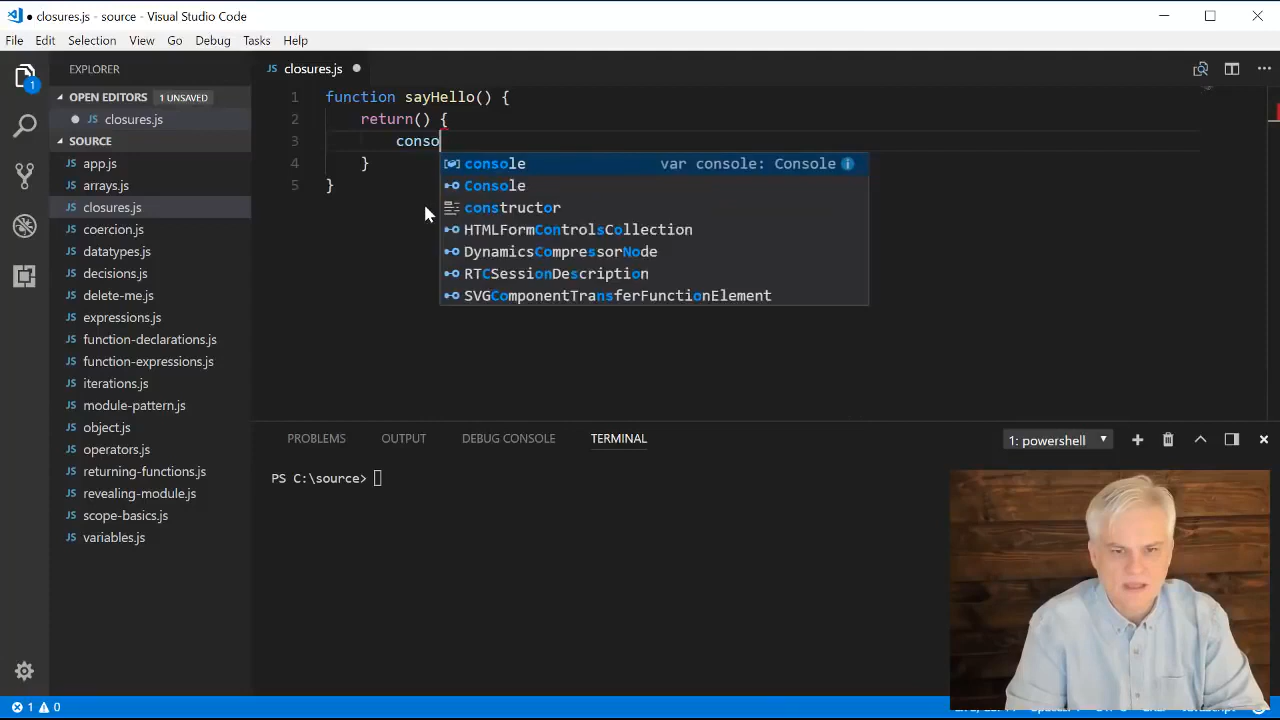 closures.js - source - Visual Studio Code
File Edit Selection View Go Debug Tasks Help
EXPLORER
OPEN EDITORS 1 UNSAVED
closures.js
SOURCE
app.js
arrays.js
closures.js
coercion.js
datatypes.js
decisions.js
delete-me.js
expressions.js
function-declarations.js
function-expressions.js
iterations.js
module-pattern.js
object.js
operators.js
returning-functions.js
revealing-module.js
scope-basics.js
variables.js
1
JS closures.js
1 function sayHello() {
2 return() {
3 conso
4 }
5 }
console var console: Console
Console
constructor
HTMLFormControlsCollection
DynamicsCompressorNode
RTCSessionDescription
SVGComponentTransferFunctionElement
PROBLEMS OUTPUT DEBUG CONSOLE TERMINAL 1: powershell
PS C:\source>
1 0